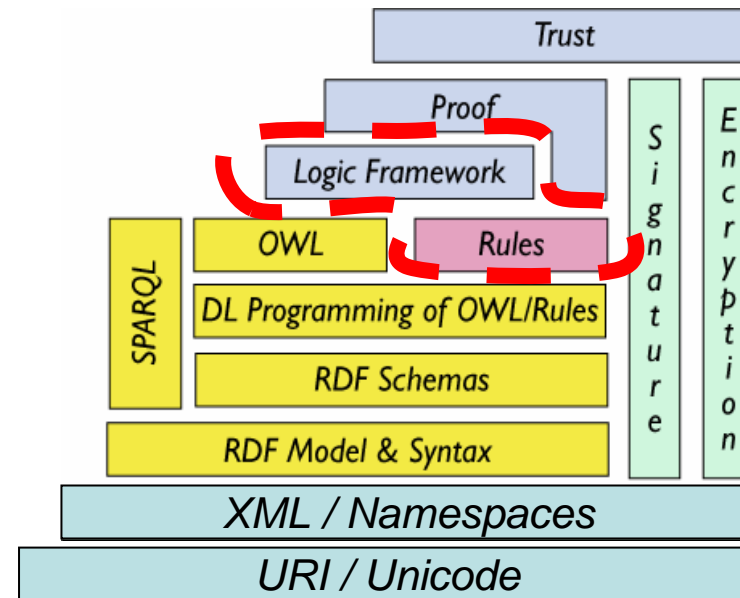 Trust
Proof
Logic Framework
Signature
Encryption
OWL
Rules
SPARQL
DL Programming of OWL/Rules
RDF Schemas
RDF Model & Syntax
XML / Namespaces
URI / Unicode